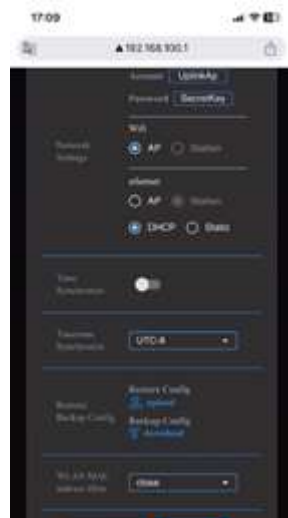 17:09
192.168.100.1
Account UplinkAp
Password SecretKey
Wifi
Network
Settings
AP Station
ethernet
AP Station
DHCP Static
Time
Synchronize
Timezone
Synchronize
UTC-8
Restore Config
upload
Restore
Backup Config
Backup Config
download
WLAN MAC
address filter
close